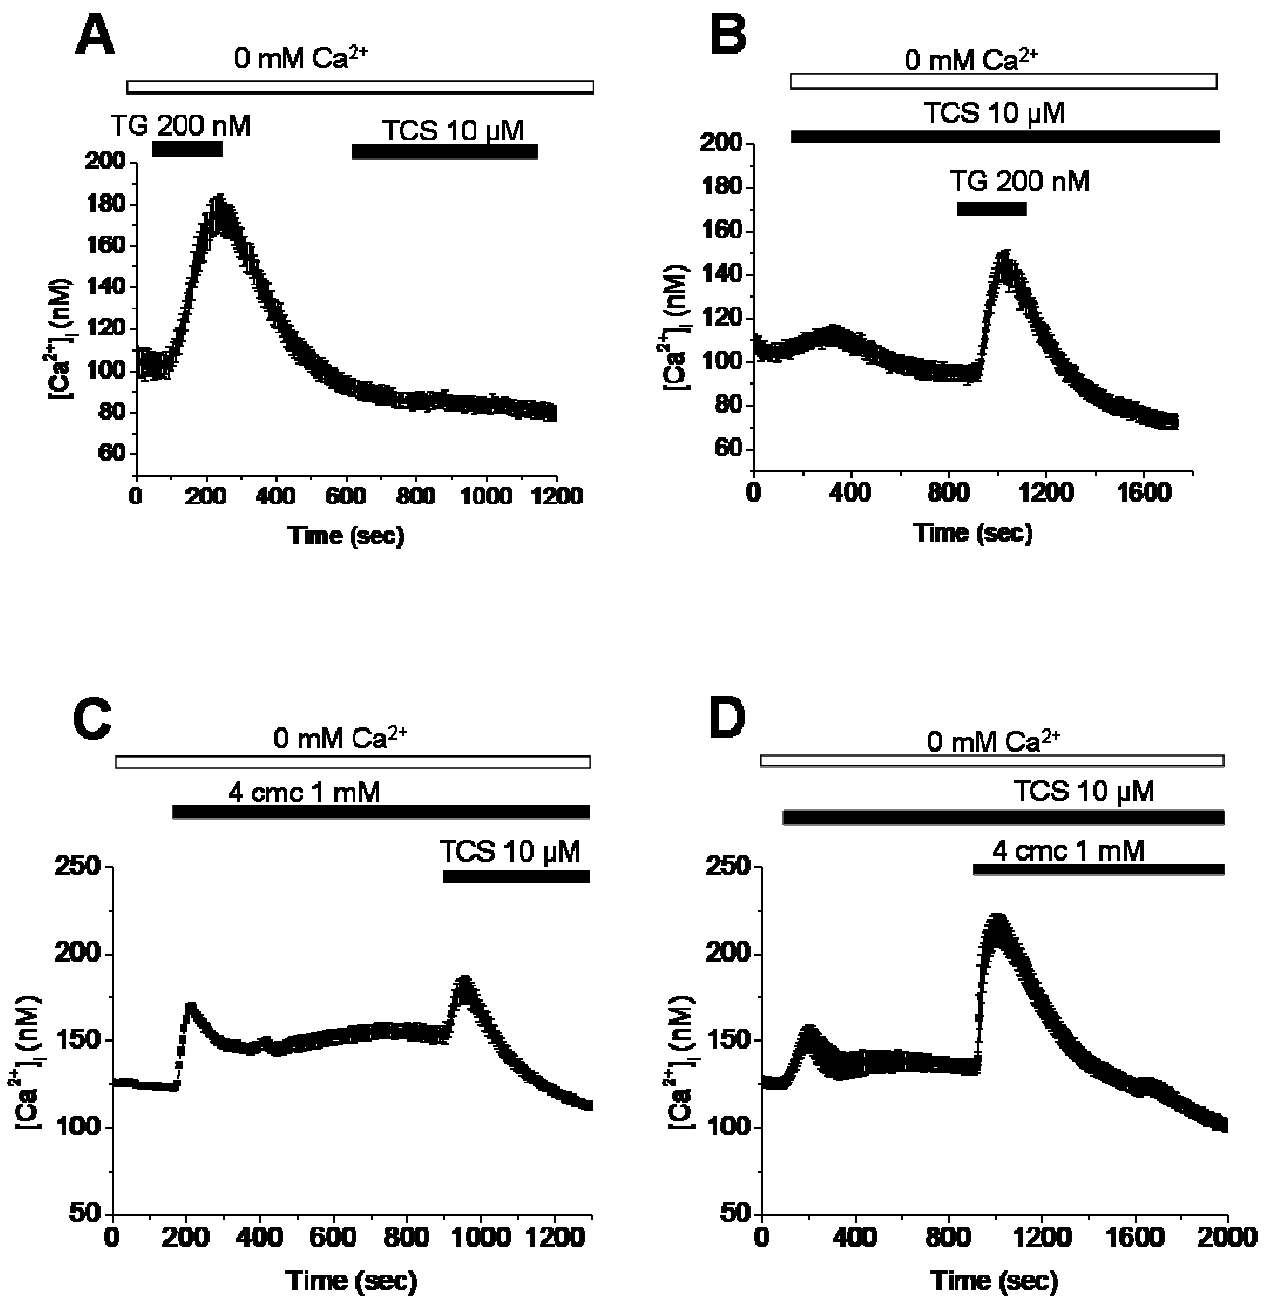 A
0 mM Ca²⁺
TG 200 nM
TCS 10 µM
200
180
160
140
120
100
80
60
[Ca²⁺]ᵢ (nM)
0 200 400 600 800 1000 1200
Time (sec)
B
0 mM Ca²⁺
TCS 10 µM
TG 200 nM
200
180
160
140
120
100
80
60
[Ca²⁺]ᵢ (nM)
0 400 800 1200 1600
Time (sec)
C
0 mM Ca²⁺
4 cmc 1 mM
TCS 10 µM
250
200
150
100
50
[Ca²⁺]ᵢ (nM)
0 200 400 600 800 1000 1200
Time (sec)
D
0 mM Ca²⁺
TCS 10 µM
4 cmc 1 mM
250
200
150
100
50
[Ca²⁺]ᵢ (nM)
0 400 800 1200 1600 2000
Time (sec)